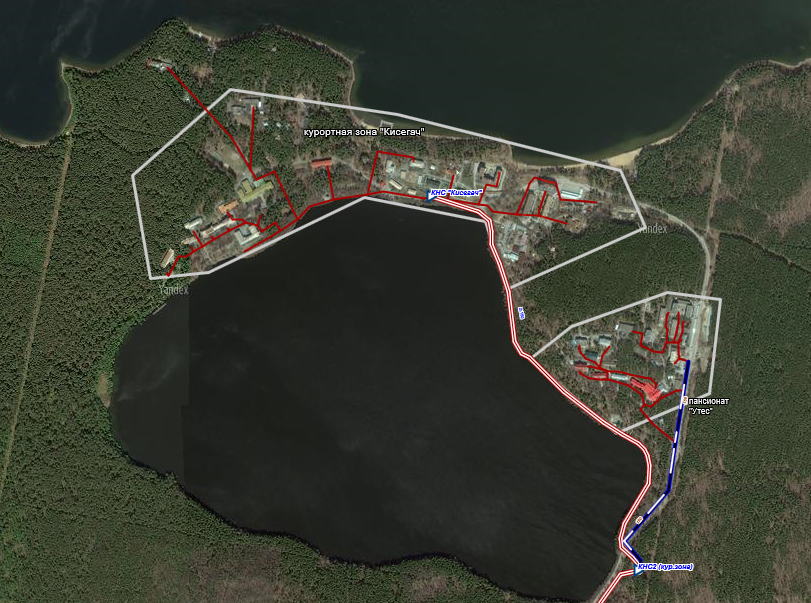 курортная зона "Кисегач"
КНС "Кисегач"
Yandex
Yandex
пансионат
"Утес"
КНС2 (кур.зона)